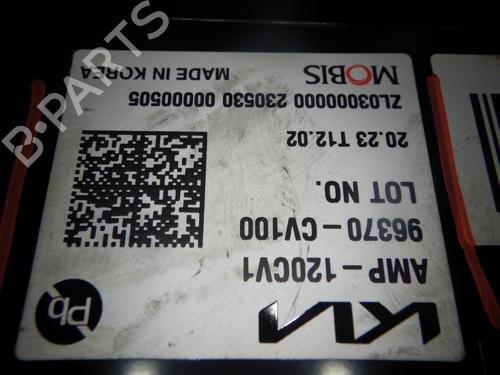 KIA
Pb
AMP-120CV1
96370-CV100
LOT NO.
20.23 T12.02
ZL03000000 230530 00000505
MOBIS
MADE IN KOREA
B-PARTS